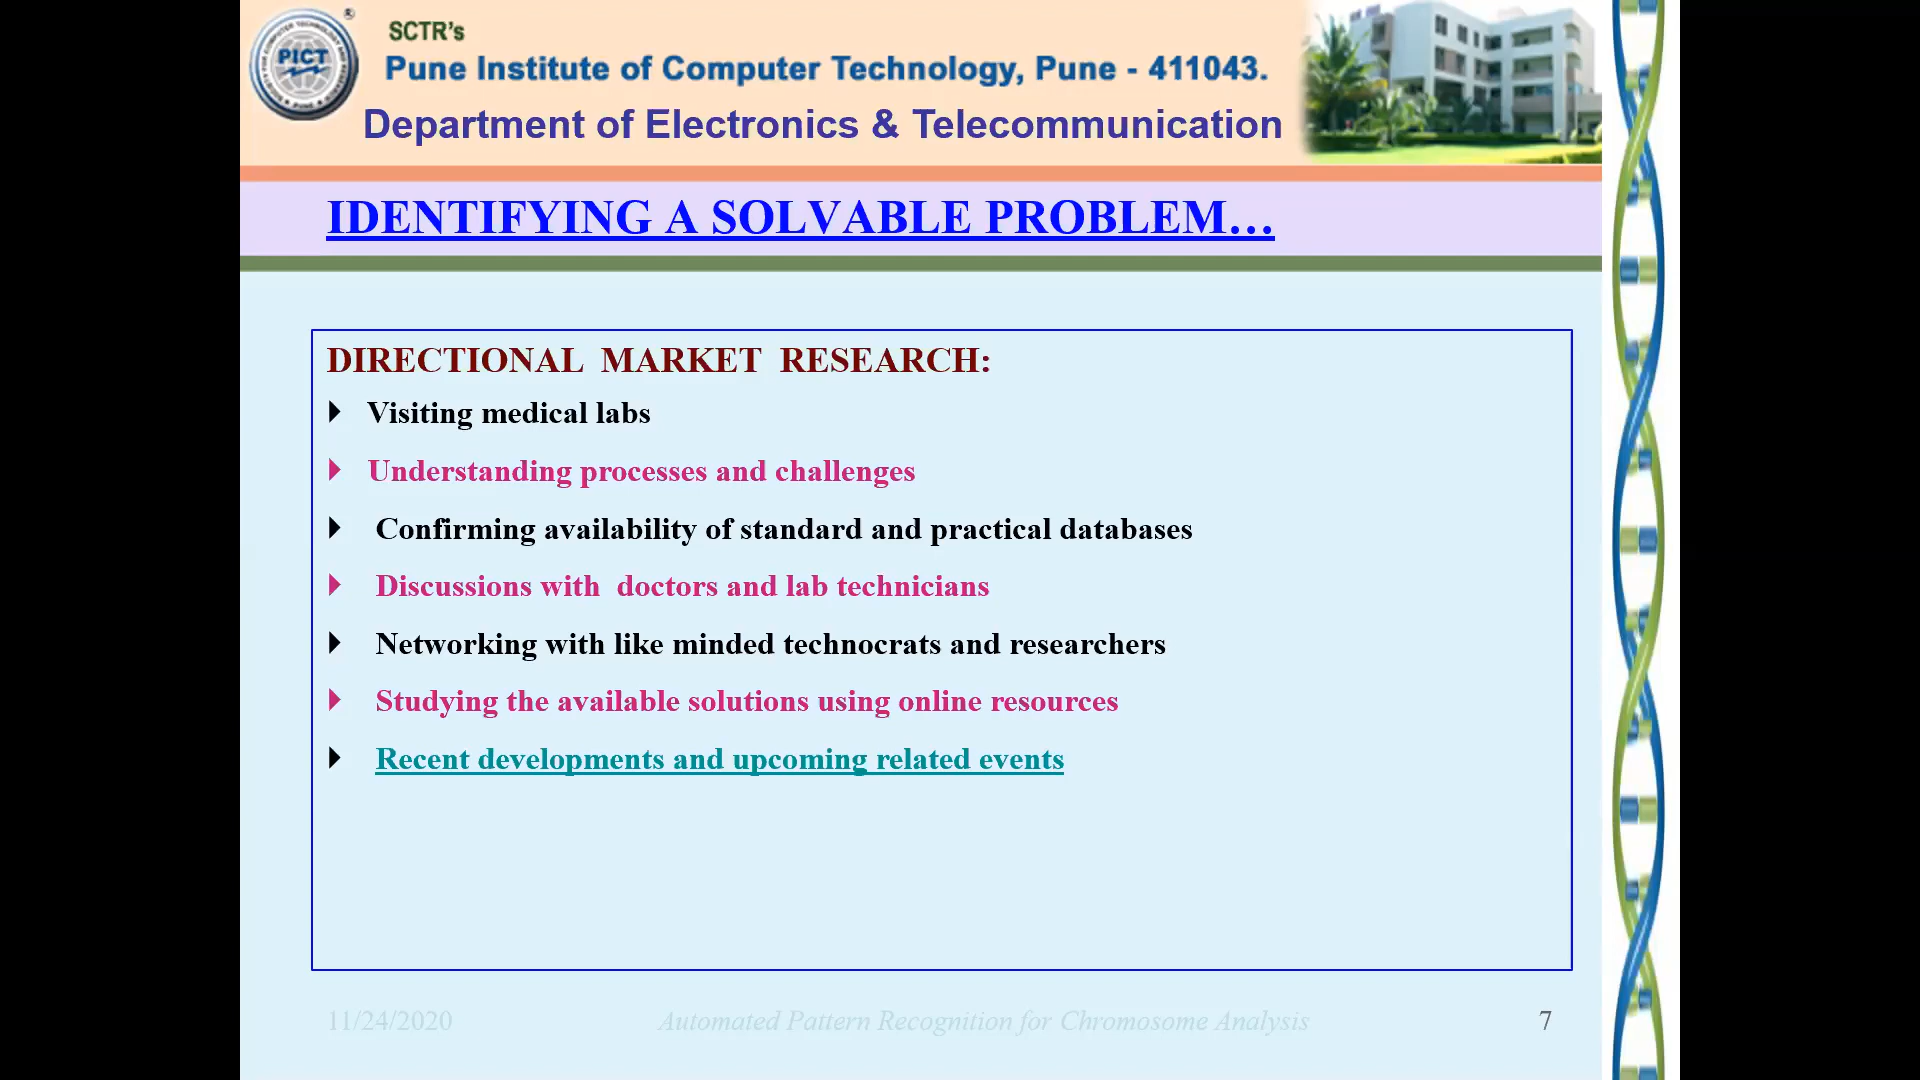 PICT
®
SCTR's
Pune Institute of Computer Technology, Pune - 411043.
Department of Electronics & Telecommunication
IDENTIFYING A SOLVABLE PROBLEM…
DIRECTIONAL MARKET RESEARCH:
Visiting medical labs
Understanding processes and challenges
Confirming availability of standard and practical databases
Discussions with doctors and lab technicians
Networking with like minded technocrats and researchers
Studying the available solutions using online resources
Recent developments and upcoming related events
11/24/2020
Automated Pattern Recognition for Chromosome Analysis
7